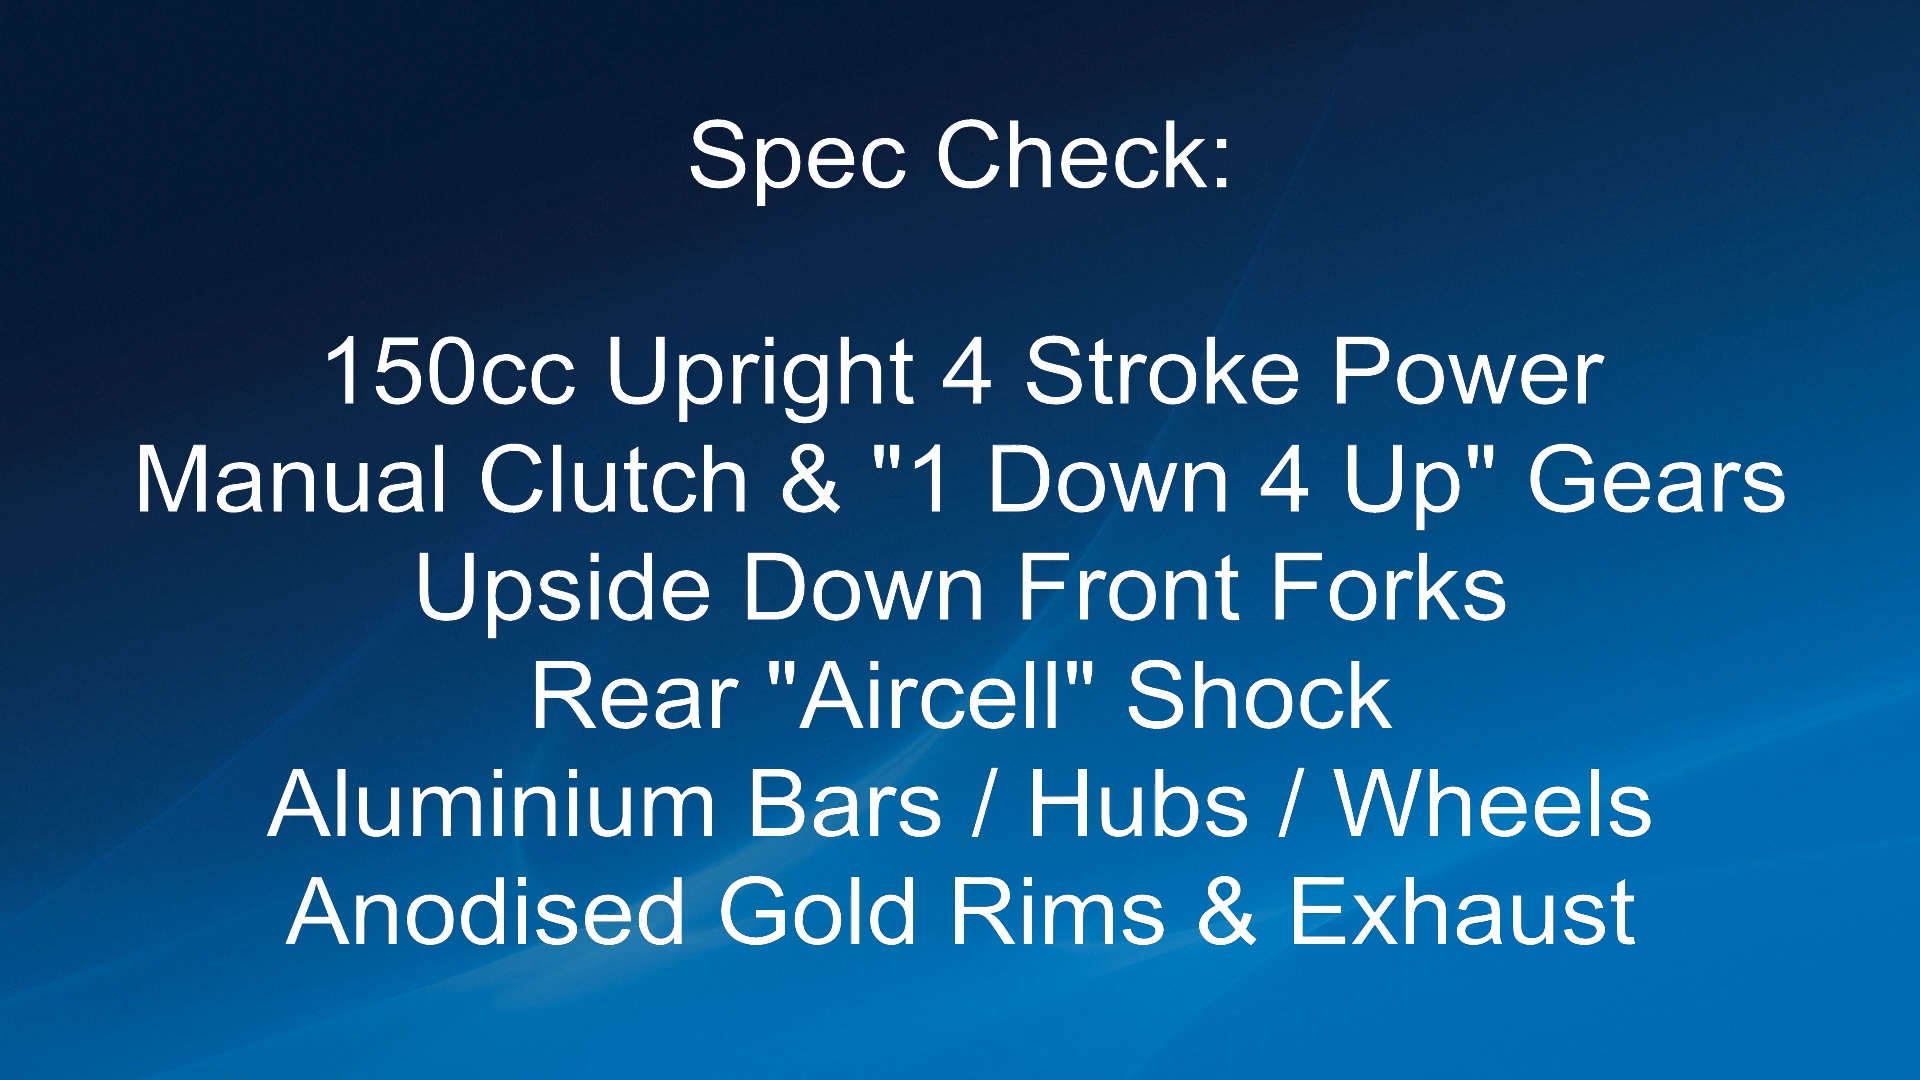 Spec Check:
150cc Upright 4 Stroke Power
Manual Clutch & "1 Down 4 Up" Gears
Upside Down Front Forks
Rear "Aircell" Shock
Aluminium Bars / Hubs / Wheels
Anodised Gold Rims & Exhaust